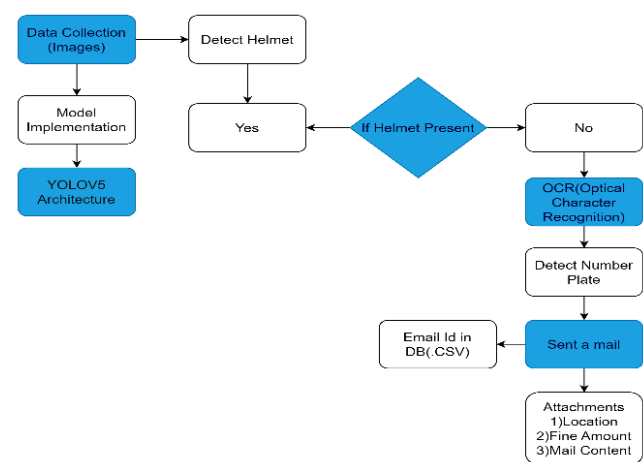 Data Collection
(Images)
Detect Helmet
Model
Implementation
Yes
If Helmet Present
No
YOLOV5
Architecture
OCR(Optical
Character
Recognition)
Detect Number
Plate
Email Id in
DB(.CSV)
Sent a mail
Attachments
1)Location
2)Fine Amount
3)Mail Content